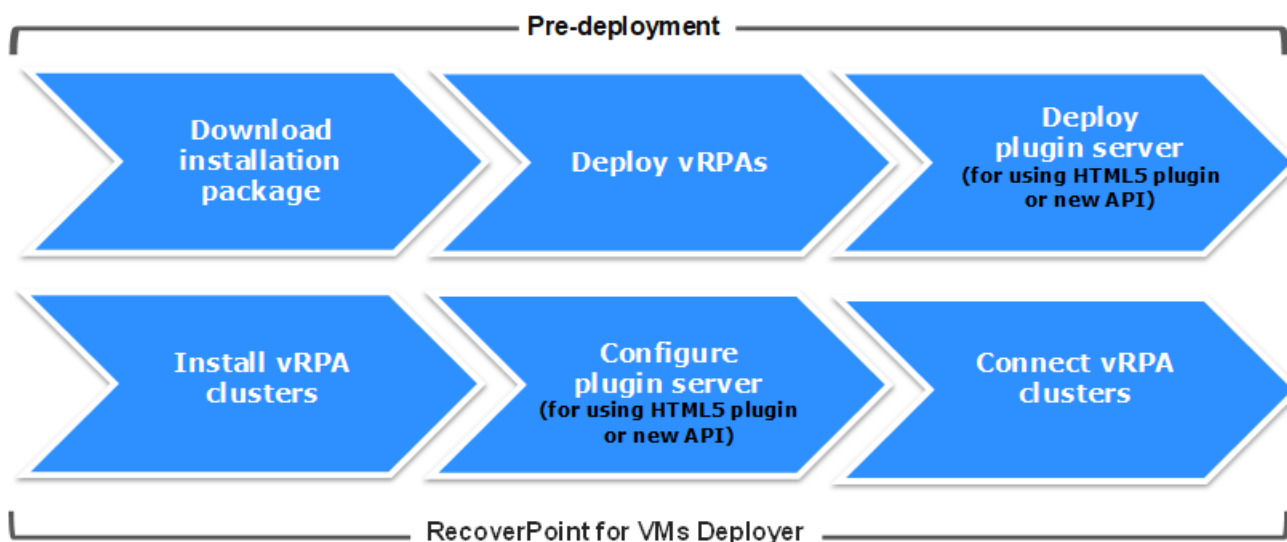 Pre-deployment
Download
installation
package
Deploy vRPAs
Deploy
plugin server
(for using HTML5 plugin
or new API)
Install vRPA
clusters
Configure
plugin server
(for using HTML5 plugin
or new API)
Connect vRPA
clusters
RecoverPoint for VMs Deployer